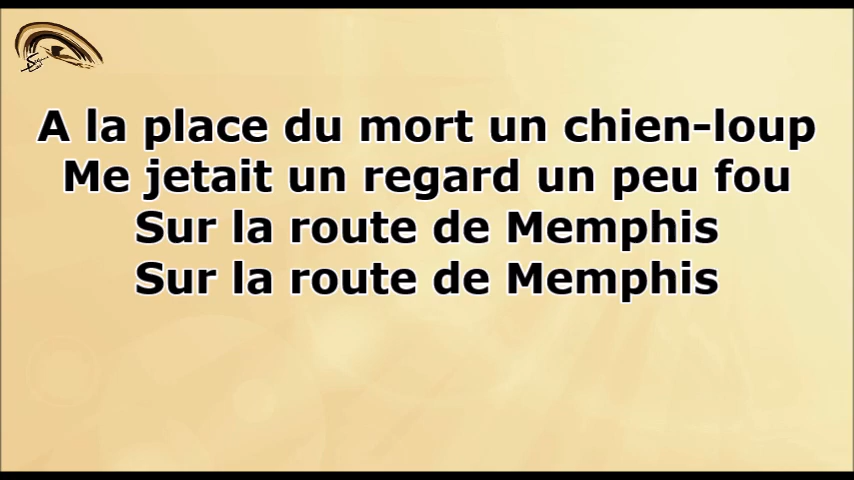 A la place du mort un chien-loup
Me jetait un regard un peu fou
Sur la route de Memphis
Sur la route de Memphis